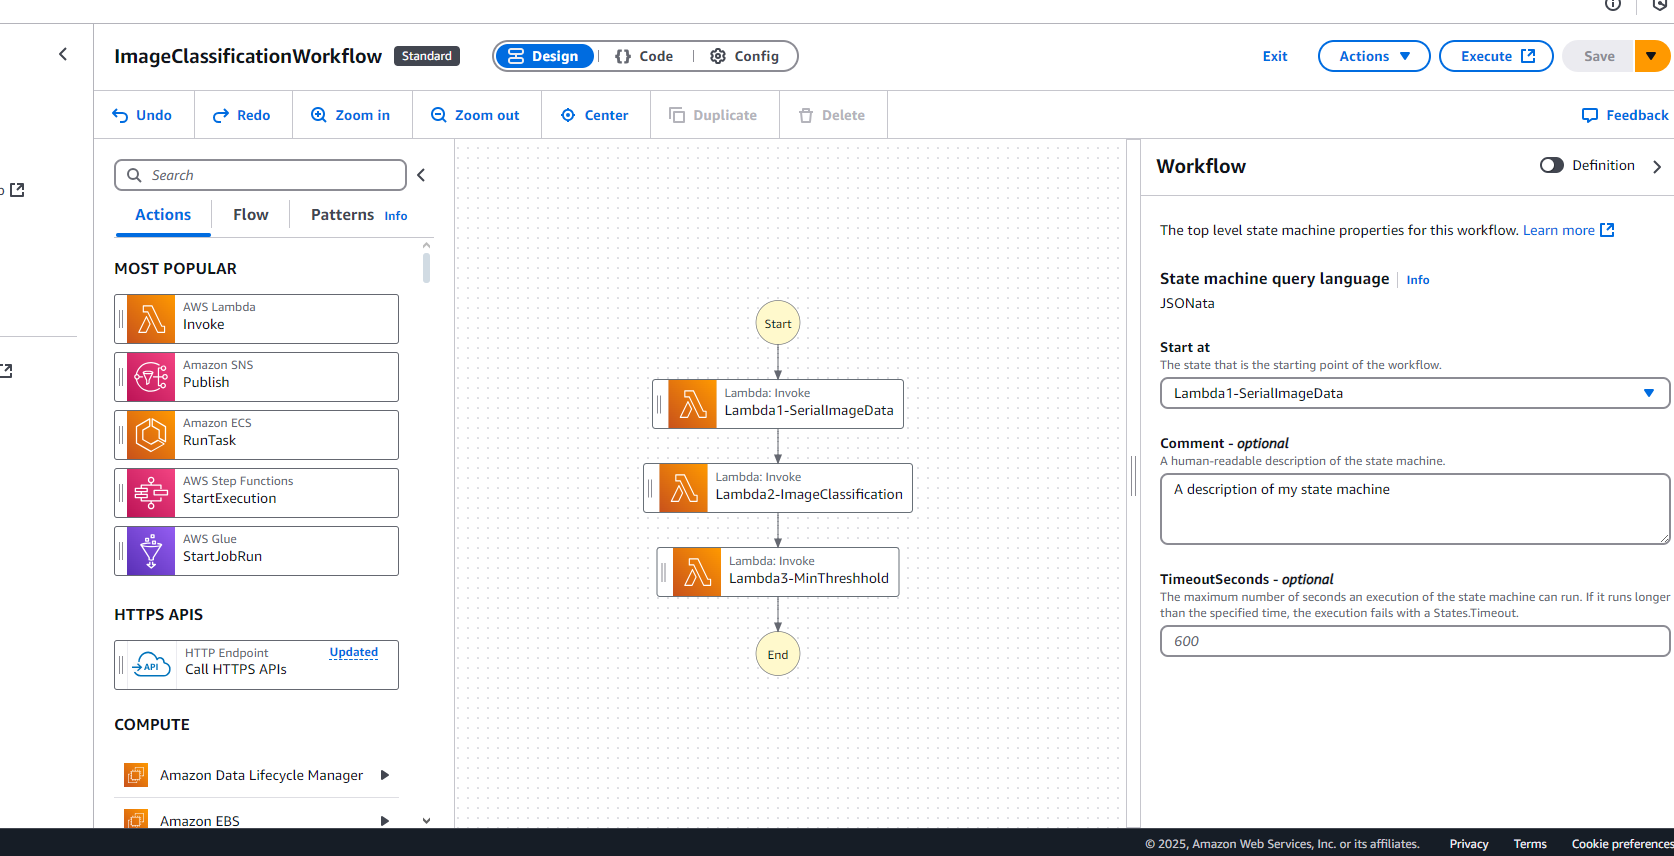 ImageClassificationWorkflow
Standard
Design
{} Code
Config
Exit
Actions
Execute
Save
Undo
Redo
Zoom in
Zoom out
Center
Duplicate
Delete
Feedback
Search
Actions
Flow
Patterns
Info
MOST POPULAR
AWS Lambda
Invoke
Amazon SNS
Publish
Amazon ECS
RunTask
AWS Step Functions
StartExecution
AWS Glue
StartJobRun
HTTPS APIS
HTTP Endpoint
Updated
API
Call HTTPS APIs
COMPUTE
Amazon Data Lifecycle Manager
Amazon EBS
Start
Lambda: Invoke
Lambda1-SerialImageData
Lambda: Invoke
Lambda2-ImageClassification
Lambda: Invoke
Lambda3-MinThreshhold
End
Workflow
Definition
The top level state machine properties for this workflow. Learn more
State machine query language
Info
JSONata
Start at
The state that is the starting point of the workflow.
Lambda1-SerialImageData
Comment - optional
A human-readable description of the state machine.
A description of my state machine
TimeoutSeconds - optional
The maximum number of seconds an execution of the state machine can run. If it runs longer
than the specified time, the execution fails with a States.Timeout.
600
© 2025, Amazon Web Services, Inc. or its affiliates.
Privacy
Terms
Cookie preferences